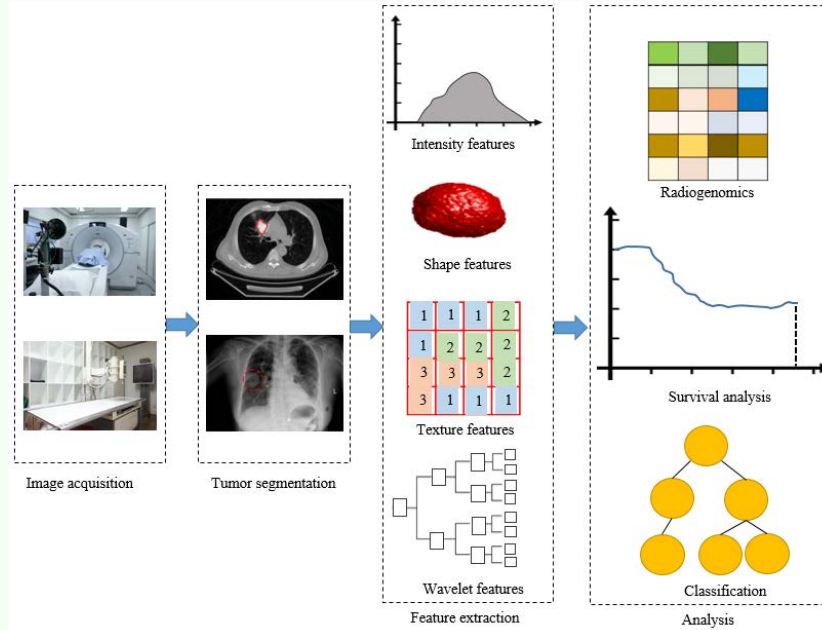 Image acquisition
Tumor segmentation
Intensity features
Shape features
1 1 1 2
1 2 2 2
3 3 3 2
3 1 1 1
Texture features
Wavelet features
Feature extraction
Radiogenomics
Survival analysis
Classification
Analysis